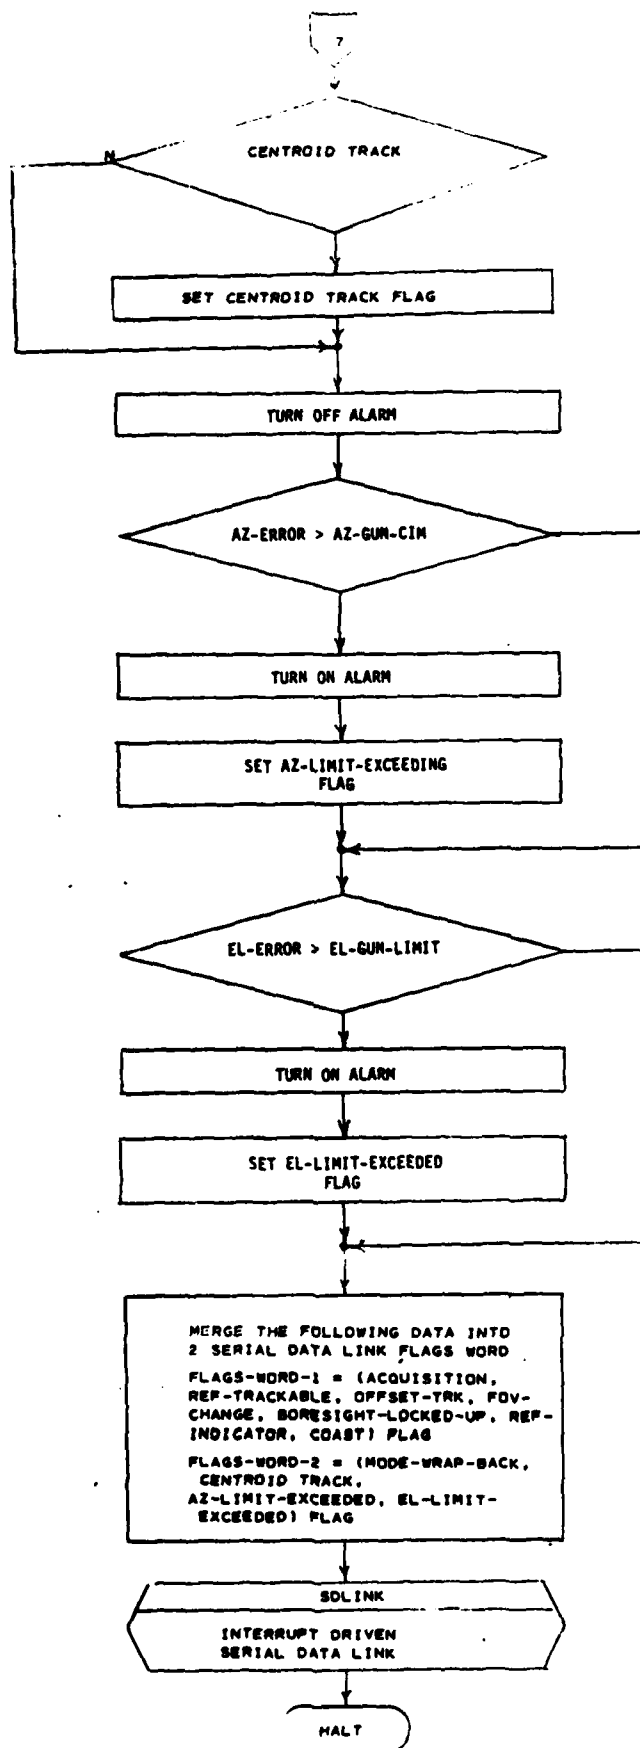 7
CENTROID TRACK
N
SET CENTROID TRACK FLAG
TURN OFF ALARM
AZ-ERROR > AZ-GUM-CIM
TURN ON ALARM
SET AZ-LIMIT-EXCEEDING
FLAG
EL-ERROR > EL-GUM-LIMIT
TURN ON ALARM
SET EL-LIMIT-EXCEEDED
FLAG
MERGE THE FOLLOWING DATA INTO
2 SERIAL DATA LINK FLAGS WORD
FLAGS-WORD-1 = (ACQUISITION,
REF-TRACKABLE, OFFSET-TRK, FOV-
CHANGE, BORESIGHT-LOCKED-UP, REF-
INDICATOR, COAST) FLAG
FLAGS-WORD-2 = (MODE-WRAP-BACK,
CENTROID TRACK,
AZ-LIMIT-EXCEEDED, EL-LIMIT-
EXCEEDED) FLAG
SDLINK
INTERRUPT DRIVEN
SERIAL DATA LINK
HALT